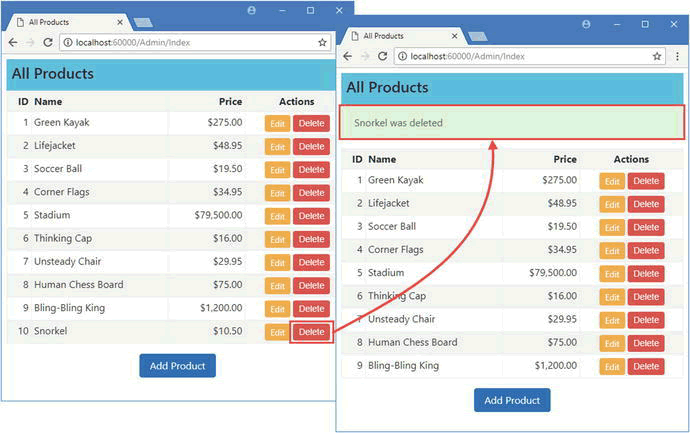 All Products
localhost:60000/Admin/Index
All Products
ID Name Price Actions
1 Green Kayak $275.00 Edit Delete
2 Lifejacket $48.95 Edit Delete
3 Soccer Ball $19.50 Edit Delete
4 Corner Flags $34.95 Edit Delete
5 Stadium $79,500.00 Edit Delete
6 Thinking Cap $16.00 Edit Delete
7 Unsteady Chair $29.95 Edit Delete
8 Human Chess Board $75.00 Edit Delete
9 Bling-Bling King $1,200.00 Edit Delete
10 Snorkel $10.50 Edit Delete
Add Product
All Products
localhost:60000/Admin/Index
All Products
Snorkel was deleted
ID Name Price Actions
1 Green Kayak $275.00 Edit Delete
2 Lifejacket $48.95 Edit Delete
3 Soccer Ball $19.50 Edit Delete
4 Corner Flags $34.95 Edit Delete
5 Stadium $79,500.00 Edit Delete
6 Thinking Cap $16.00 Edit Delete
7 Unsteady Chair $29.95 Edit Delete
8 Human Chess Board $75.00 Edit Delete
9 Bling-Bling King $1,200.00 Edit Delete
Add Product